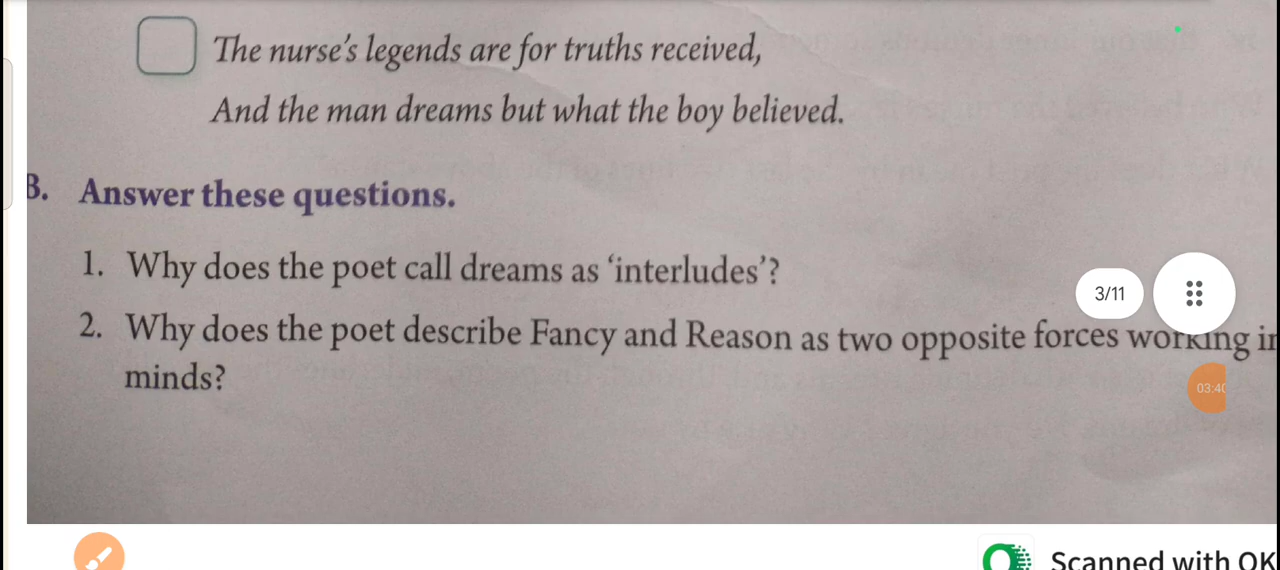 The nurse's legends are for truths received,
And the man dreams but what the boy believed.
B. Answer these questions.
1. Why does the poet call dreams as ‘interludes’?
2. Why does the poet describe Fancy and Reason as two opposite forces working in
minds?
3/11
03:40
Scanned with OK